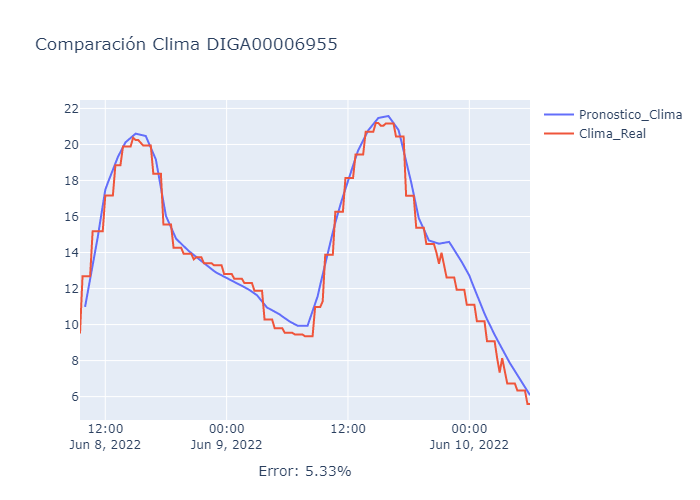 Comparación Clima DIGA00006955
Pronostico_Clima
Clima_Real
22
20
18
16
14
12
10
8
6
12:00
Jun 8, 2022
00:00
Jun 9, 2022
12:00
00:00
Jun 10, 2022
Error: 5.33%